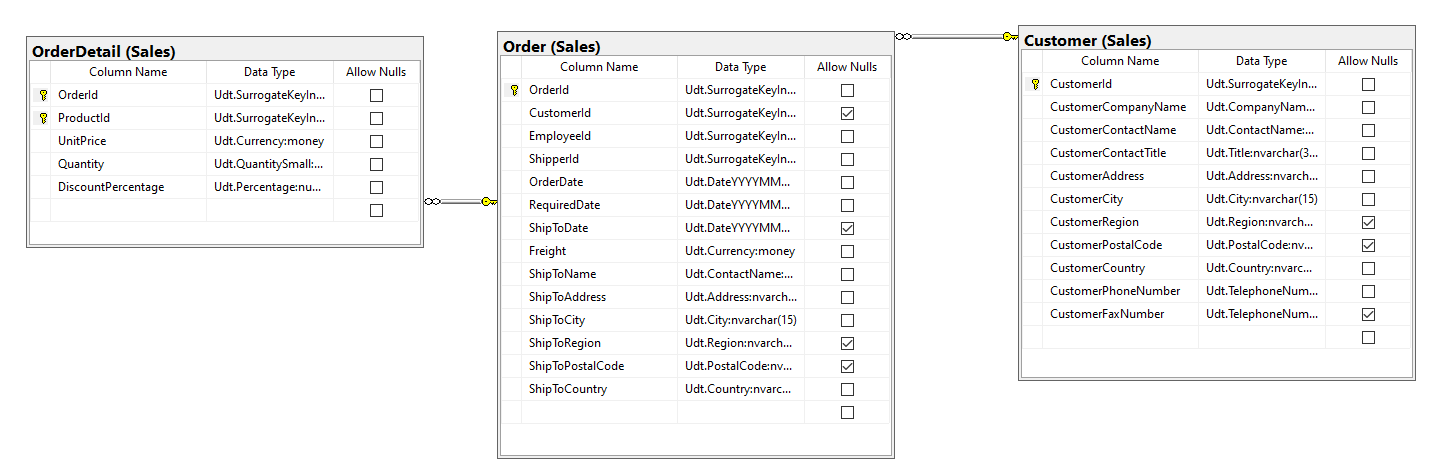 OrderDetail (Sales)
Column Name Data Type Allow Nulls
OrderId Udt.SurrogateKeyIn...
ProductId Udt.SurrogateKeyIn...
UnitPrice Udt.Currency:money
Quantity Udt.QuantitySmall:...
DiscountPercentage Udt.Percentage:nu...
Order (Sales)
Column Name Data Type Allow Nulls
OrderId Udt.SurrogateKeyIn...
CustomerId Udt.SurrogateKeyIn...
EmployeeId Udt.SurrogateKeyIn...
ShipperId Udt.SurrogateKeyIn...
OrderDate Udt.DateYYYYMM...
RequiredDate Udt.DateYYYYMM...
ShipToDate Udt.DateYYYYMM...
Freight Udt.Currency:money
ShipToName Udt.ContactName:...
ShipToAddress Udt.Address:nvarch...
ShipToCity Udt.City:nvarchar(15)
ShipToRegion Udt.Region:nvarch...
ShipToPostalCode Udt.PostalCode:nv...
ShipToCountry Udt.Country:nvarc...
Customer (Sales)
Column Name Data Type Allow Nulls
CustomerId Udt.SurrogateKeyIn...
CustomerCompanyName Udt.CompanyNam...
CustomerContactName Udt.ContactName:...
CustomerContactTitle Udt.Title:nvarchar(3...
CustomerAddress Udt.Address:nvarch...
CustomerCity Udt.City:nvarchar(15)
CustomerRegion Udt.Region:nvarch...
CustomerPostalCode Udt.PostalCode:nv...
CustomerCountry Udt.Country:nvarc...
CustomerPhoneNumber Udt.TelephoneNum...
CustomerFaxNumber Udt.TelephoneNum...